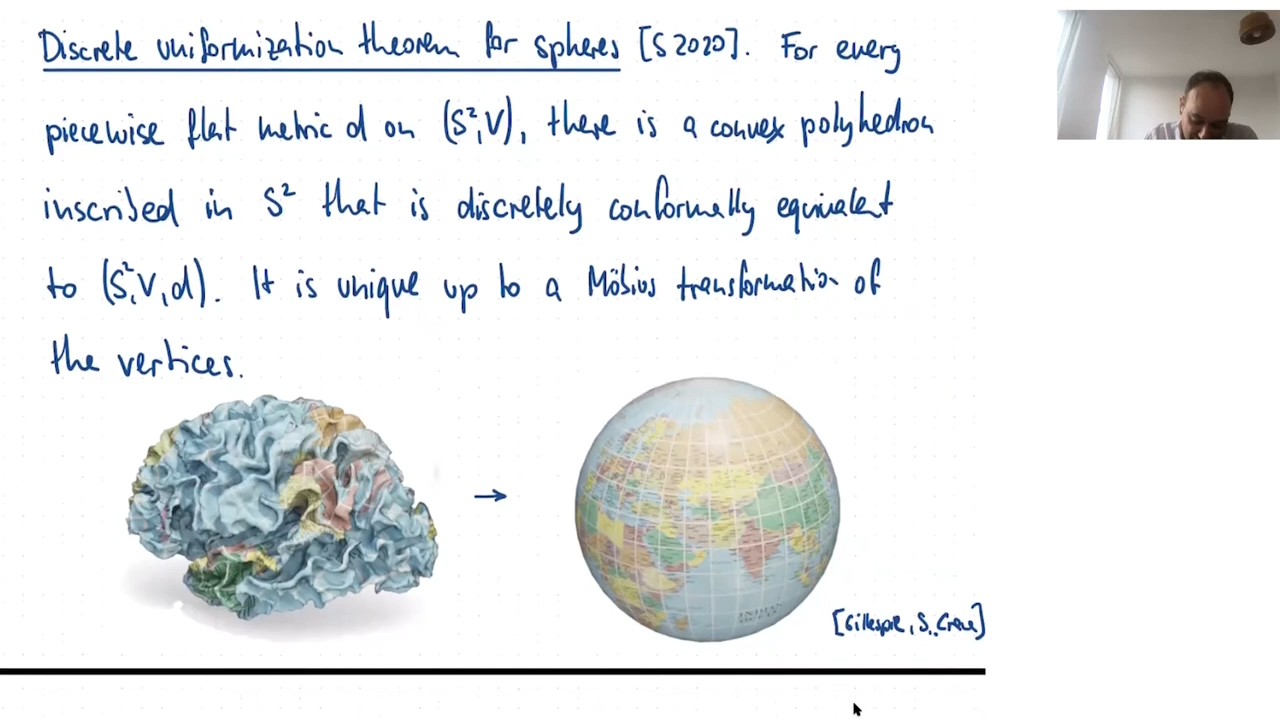 Discrete uniformization theorem for spheres [S 2020]. For every
piecewise flat metric d on (S², V), there is a convex polyhedron
inscribed in S² that is discretely conformally equivalent
to (S², V, d). It is unique up to a Möbius transformation of
the vertices.
→
INDIAN
[Gillespie, S., Crane]